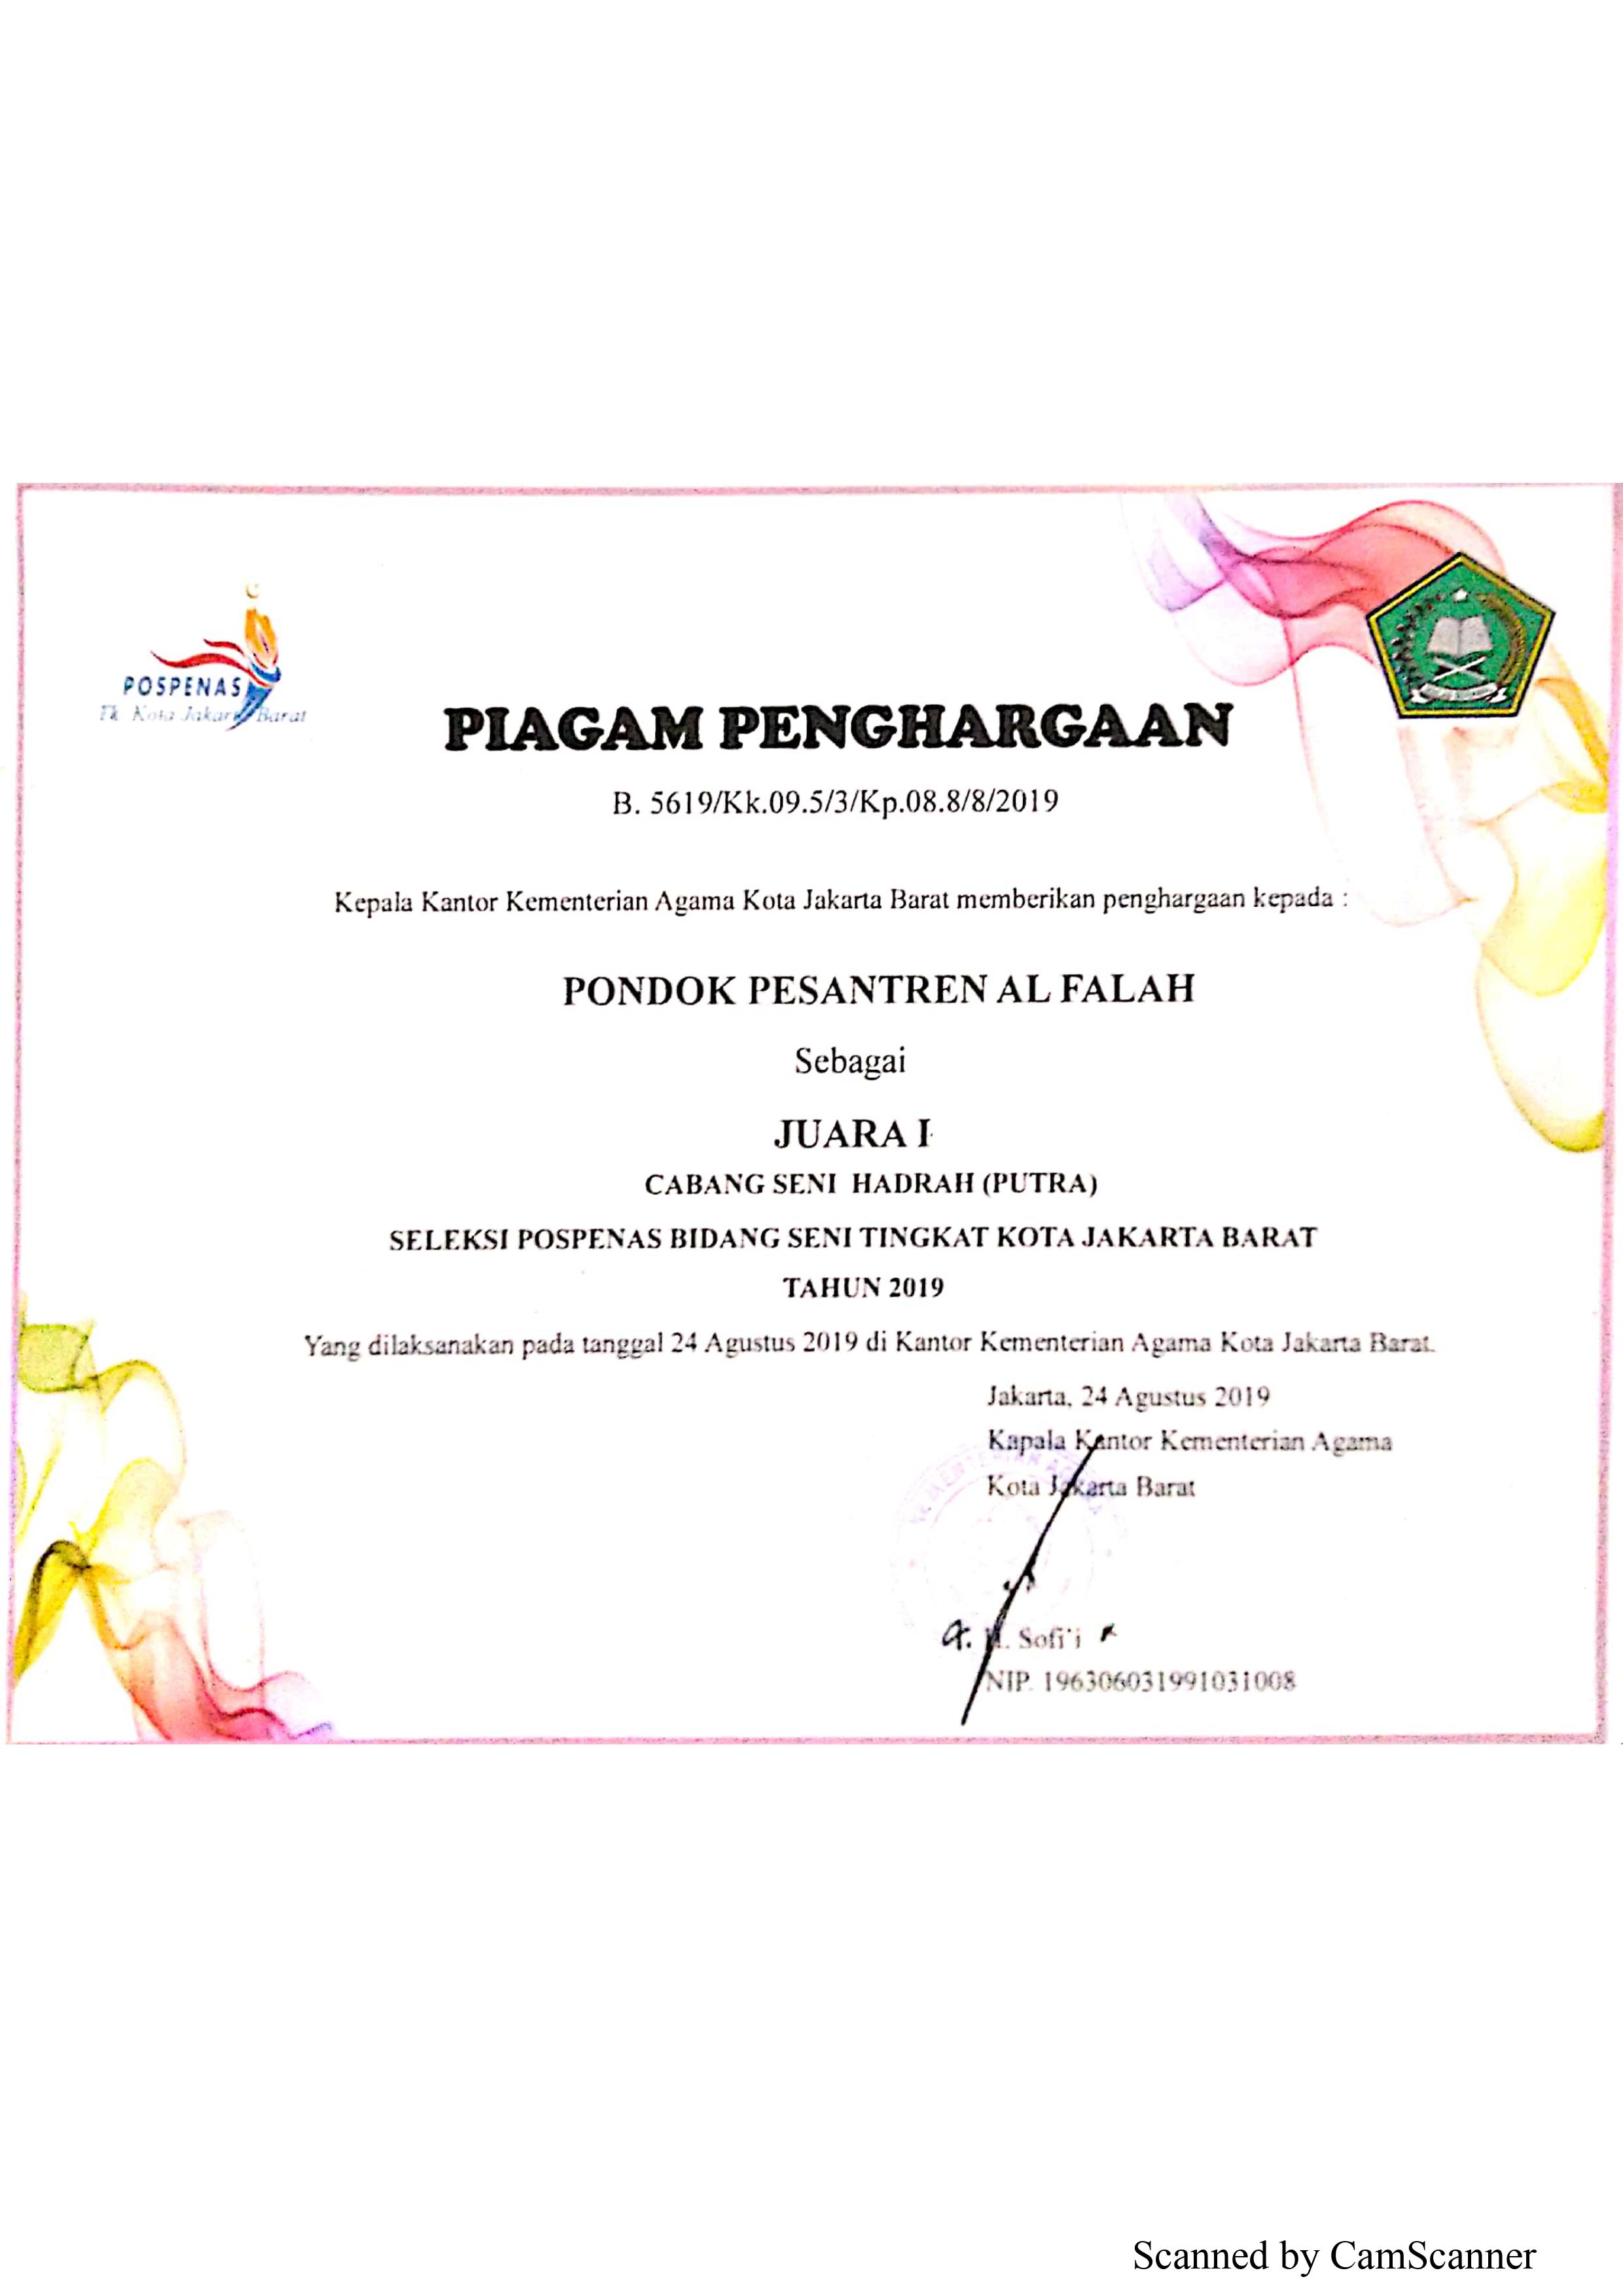 POSPENAS
Tk Kota Jakarta Barat
PIAGAM PENGHARGAAN
B. 5619/Kk.09.5/3/Kp.08.8/8/2019
Kepala Kantor Kementerian Agama Kota Jakarta Barat memberikan penghargaan kepada :
PONDOK PESANTREN AL FALAH
Sebagai
JUARA I
CABANG SENI HADRAH (PUTRA)
SELEKSI POSPENAS BIDANG SENI TINGKAT KOTA JAKARTA BARAT
TAHUN 2019
Yang dilaksanakan pada tanggal 24 Agustus 2019 di Kantor Kementerian Agama Kota Jakarta Barat.
Jakarta, 24 Agustus 2019
Kapala Kantor Kementerian Agama
Kota Jakarta Barat
KEMENTERIAN AGAMA
H. Sofi'i
NIP. 196306031991031008
Scanned by CamScanner